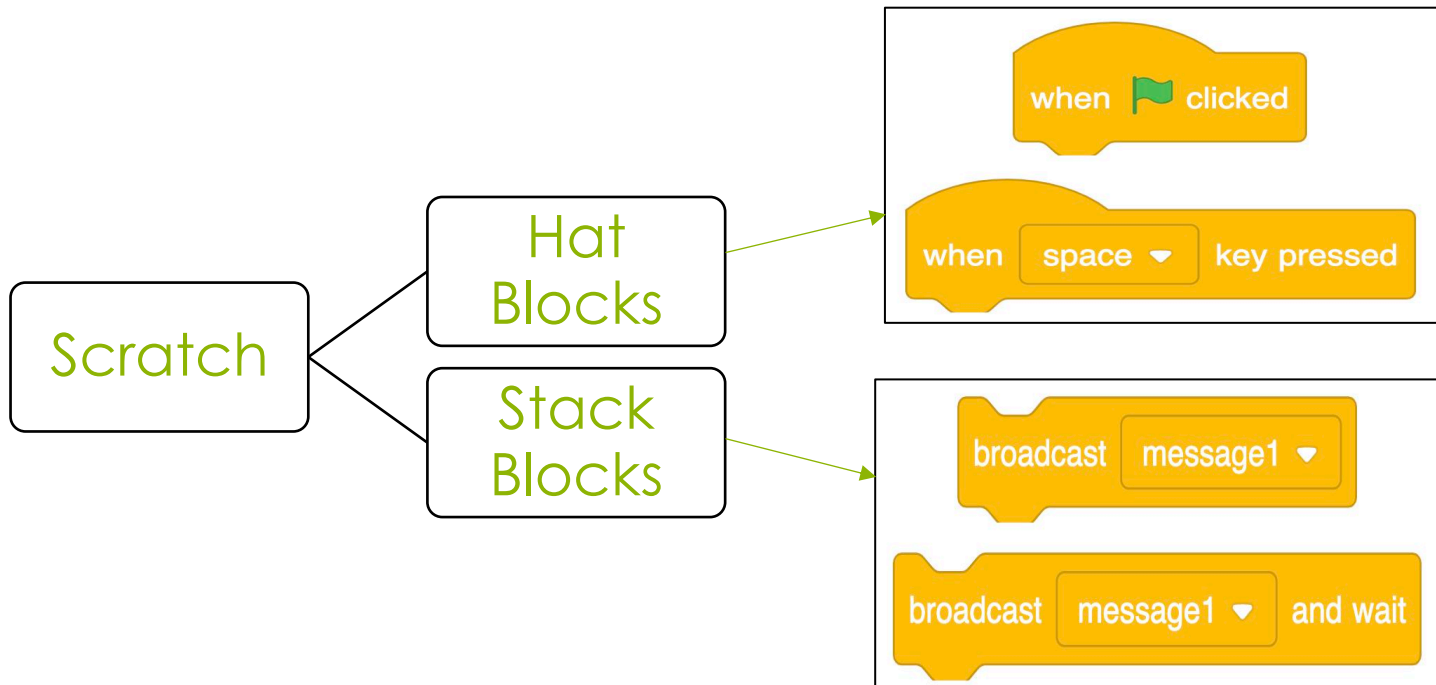 Scratch
Hat
Blocks
Stack
Blocks
when clicked
when space key pressed
broadcast message1
broadcast message1 and wait